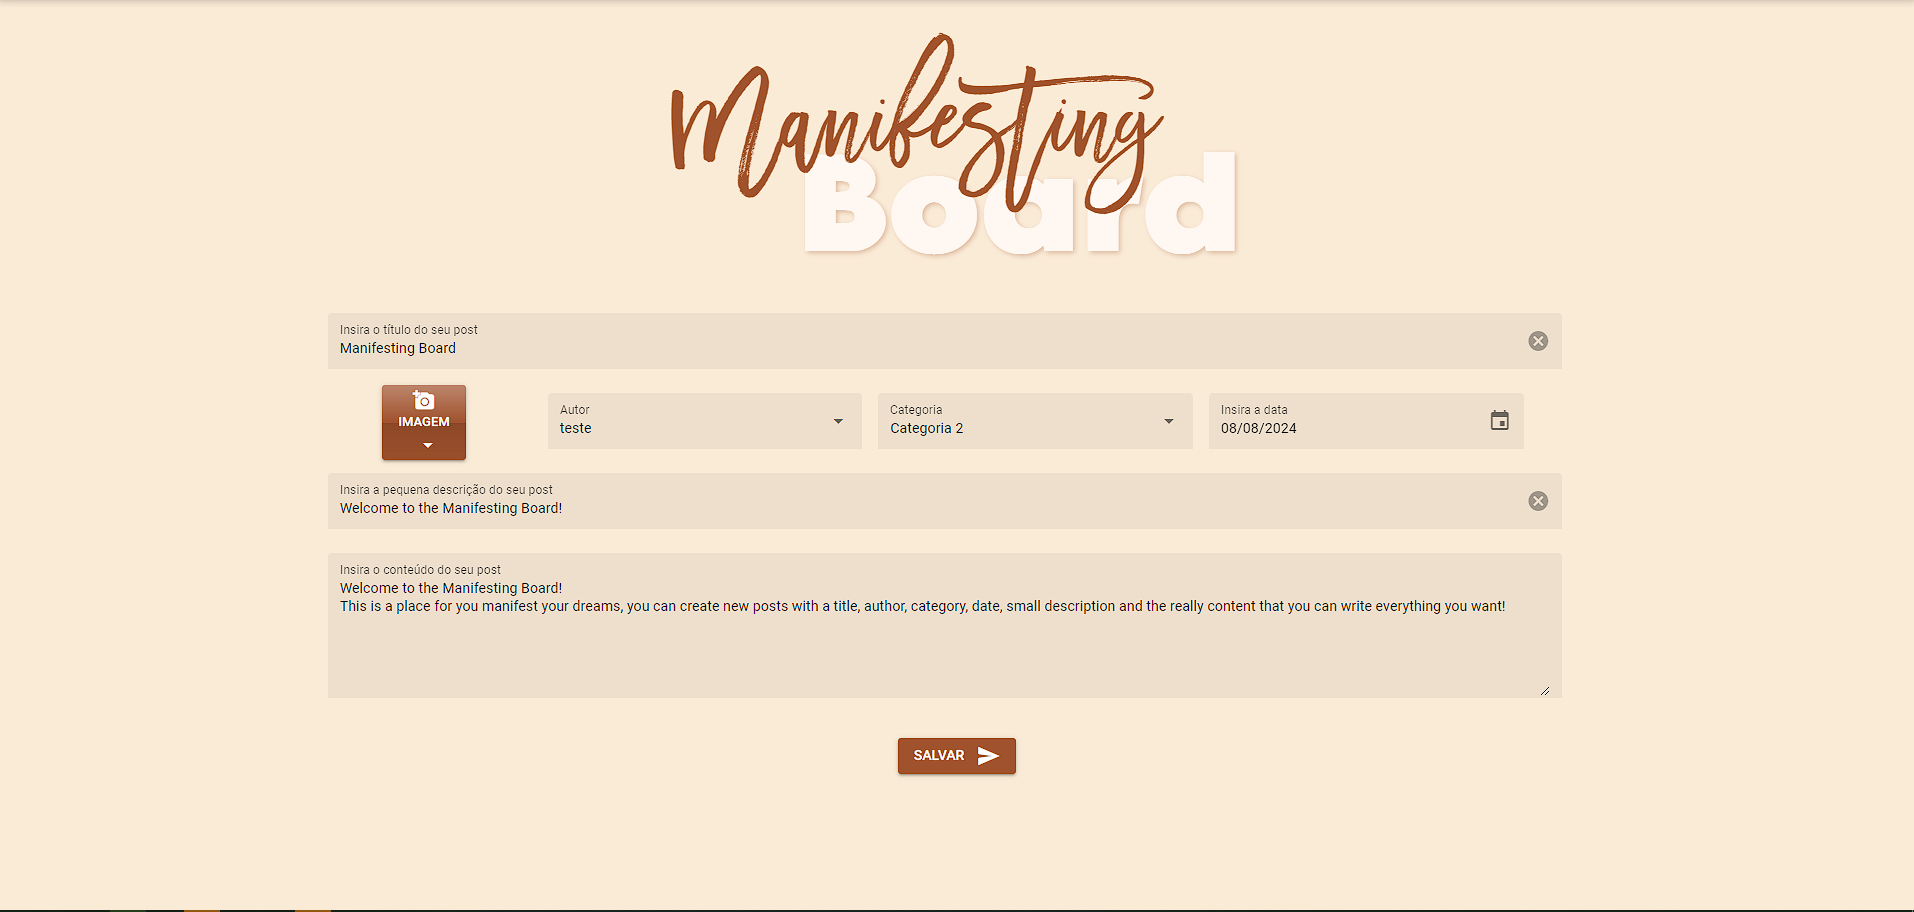 Manifesting
Board
Insira o título do seu post
Manifesting Board
IMAGEM
Autor
teste
Categoria
Categoria 2
Insira a data
08/08/2024
Insira a pequena descrição do seu post
Welcome to the Manifesting Board!
Insira o conteúdo do seu post
Welcome to the Manifesting Board!
This is a place for you manifest your dreams, you can create new posts with a title, author, category, date, small description and the really content that you can write everything you want!
SALVAR